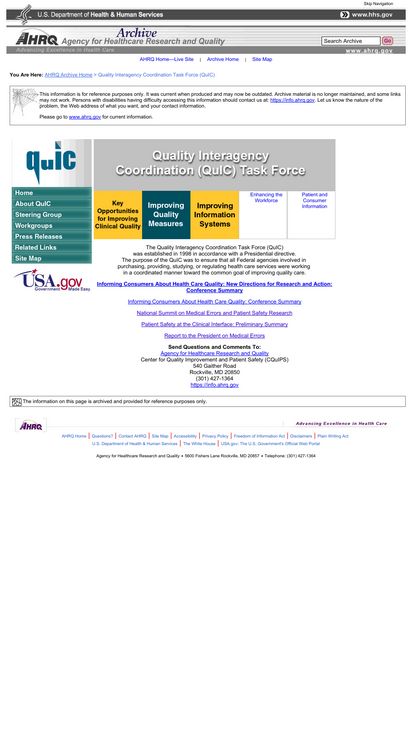 Skip Navigation
U.S. Department of Health & Human Services
www.hhs.gov
Archive
AHRQ Agency for Healthcare Research and Quality
Search Archive
Go
Advancing Excellence in Health Care
www.ahrq.gov
AHRQ Home—Live Site | Archive Home | Site Map
You Are Here: AHRQ Archive Home > Quality Interagency Coordination Task Force (QuIC)
This information is for reference purposes only. It was current when produced and may now be outdated. Archive material is no longer maintained, and some links
may not work. Persons with disabilities having difficulty accessing this information should contact us at: https://info.ahrq.gov. Let us know the nature of the
problem, the Web address of what you want, and your contact information.
Please go to www.ahrq.gov for current information.
quic
Quality Interagency
Coordination (QuIC) Task Force
Home
About QuIC
Steering Group
Workgroups
Press Releases
Related Links
Site Map
Key
Opportunities
for Improving
Clinical Quality
Improving
Quality
Measures
Improving
Information
Systems
Enhancing the
Workforce
Patient and
Consumer
Information
USA.gov
Government Made Easy
The Quality Interagency Coordination Task Force (QuIC)
was established in 1998 in accordance with a Presidential directive.
The purpose of the QuIC was to ensure that all Federal agencies involved in
purchasing, providing, studying, or regulating health care services were working
in a coordinated manner toward the common goal of improving quality care.
Informing Consumers About Health Care Quality: New Directions for Research and Action:
Conference Summary
Informing Consumers About Health Care Quality: Conference Summary
National Summit on Medical Errors and Patient Safety Research
Patient Safety at the Clinical Interface: Preliminary Summary
Report to the President on Medical Errors
Send Questions and Comments To:
Agency for Healthcare Research and Quality
Center for Quality Improvement and Patient Safety (CQuIPS)
540 Gaither Road
Rockville, MD 20850
(301) 427-1364
https://info.ahrq.gov
The information on this page is archived and provided for reference purposes only.
AHRQ
Advancing Excellence in Health Care
AHRQ Home | Questions? | Contact AHRQ | Site Map | Accessibility | Privacy Policy | Freedom of Information Act | Disclaimers | Plain Writing Act
U.S. Department of Health & Human Services | The White House | USA.gov: The U.S. Government's Official Web Portal
Agency for Healthcare Research and Quality • 5600 Fishers Lane Rockville, MD 20857 • Telephone: (301) 427-1364